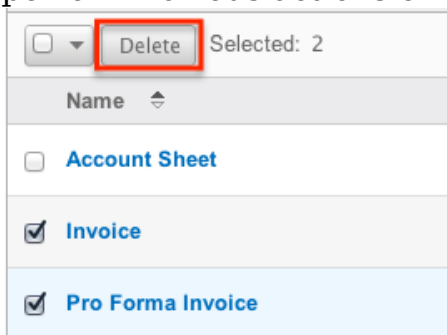 Delete Selected: 2
Name
Account Sheet
Invoice
Pro Forma Invoice